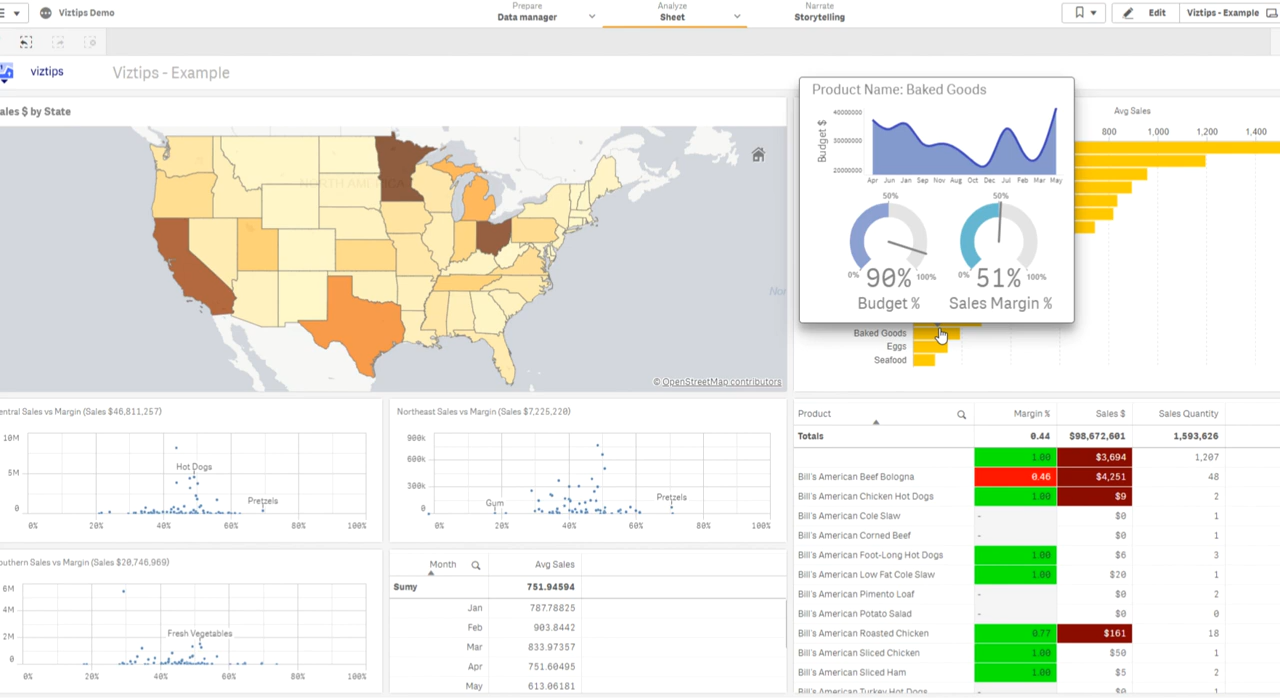 Viztips Demo
Prepare
Data manager
Analyze
Sheet
Narrate
Storytelling
Edit
Viztips - Example
viztips
Viztips - Example
ales $ by State
NORTH AMERICA
Nor
© OpenStreetMap contributors
Product Name: Baked Goods
Budget $
40000000
30000000
20000000
Apr Jun Jan Sep Nov Aug Oct Dec Jul Feb Mar May
50%
0%
100%
90%
Budget %
50%
0%
100%
51%
Sales Margin %
Avg Sales
800 1,000 1,200 1,400
Baked Goods
Eggs
Seafood
entral Sales vs Margin (Sales $46,811,257)
10M
5M
0
Hot Dogs
Pretzels
0% 20% 40% 60% 80% 100%
Northeast Sales vs Margin (Sales $7,225,220)
900k
600k
300k
0
Gum
Pretzels
0% 20% 40% 60% 80% 100%
outhern Sales vs Margin (Sales $20,746,969)
6M
4M
2M
0
Fresh Vegetables
0% 20% 40% 60% 80% 100%
Month Avg Sales
Sumy 751.94594
Jan 787.78825
Feb 903.8442
Mar 833.97357
Apr 751.60495
May 613.06181
Product Margin % Sales $ Sales Quantity
Totals 0.44 $98,672,601 1,593,626
1.00 $3,694 1,207
Bill's American Beef Bologna 0.46 $4,251 48
Bill's American Chicken Hot Dogs 1.00 $9 2
Bill's American Cole Slaw - $0 1
Bill's American Corned Beef - $0 1
Bill's American Foot-Long Hot Dogs 1.00 $6 3
Bill's American Low Fat Cole Slaw 1.00 $20 1
Bill's American Pimento Loaf - $0 2
Bill's American Potato Salad - $0 0
Bill's American Roasted Chicken 0.77 $161 18
Bill's American Sliced Chicken 1.00 $50 1
Bill's American Sliced Ham 1.00 $5 2
Bill's American Turkey Hot Dogs - $0 1